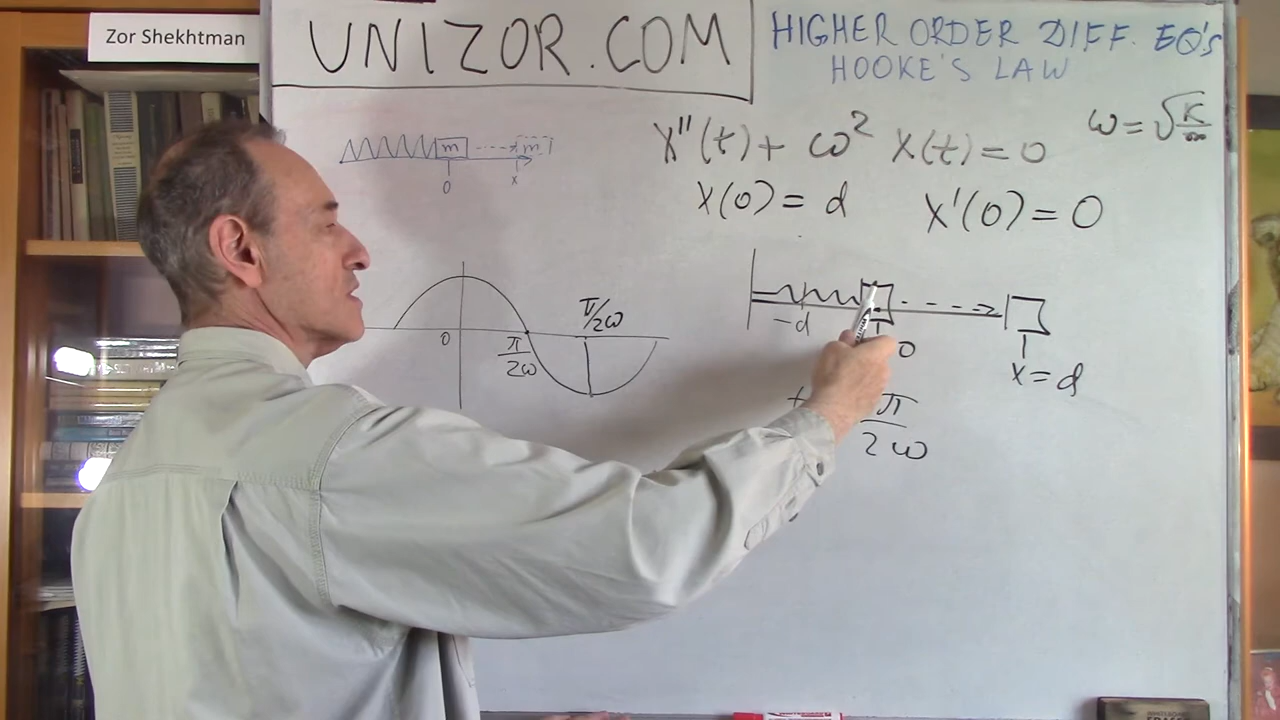 Zor Shekhtman
UNIZOR.COM
HIGHER ORDER DIFF. EQ'S
HOOKE'S LAW
X''(t) + ω² X(t) = 0
ω = √K/m
X(0) = d X'(0) = 0
m m
0 x
-d 0
X = d
0 π/2ω π/2ω
t π/2ω